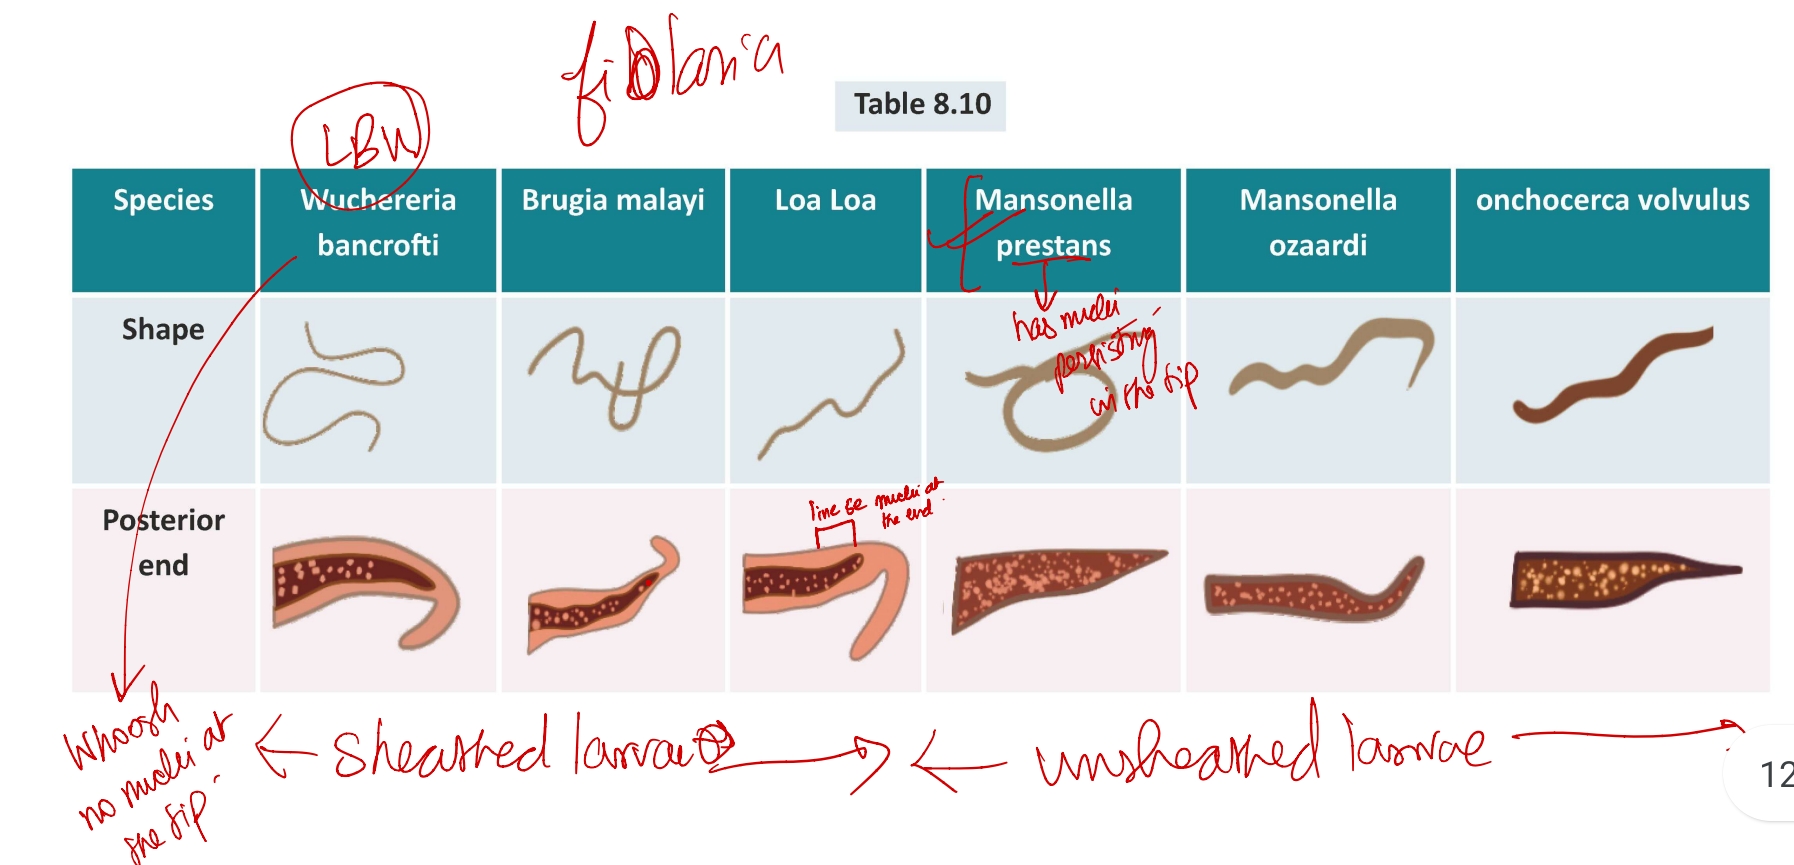 Table 8.10
LBW
Species
Wuchereria
bancrofti
Brugia malayi
Loa Loa
Mansonella
prestans
Mansonella
ozaardi
onchocerca volvulus
Shape
has nuclei
persisting
in the tip
Posterior
end
line of nuclei at
the end
Whoosh
no nuclei at
the tip
sheathed larvae
unsheathed larvae
12